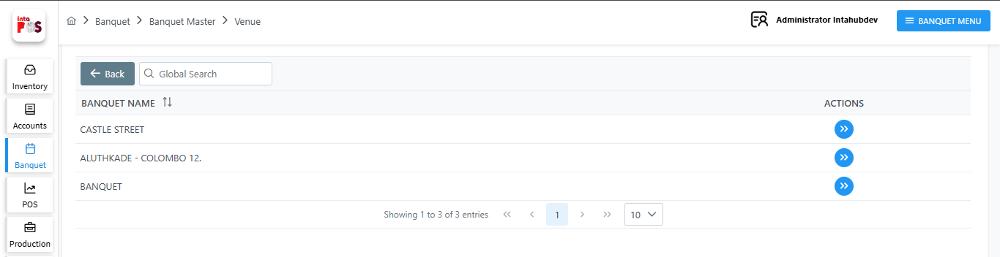 Inta
POS
Banquet
Banquet Master
Venue
Administrator Intahubdev
BANQUET MENU
Inventory
Accounts
Banquet
POS
Production
Back
Global Search
BANQUET NAME
ACTIONS
CASTLE STREET
ALUTHKADE - COLOMBO 12.
BANQUET
Showing 1 to 3 of 3 entries
1
10